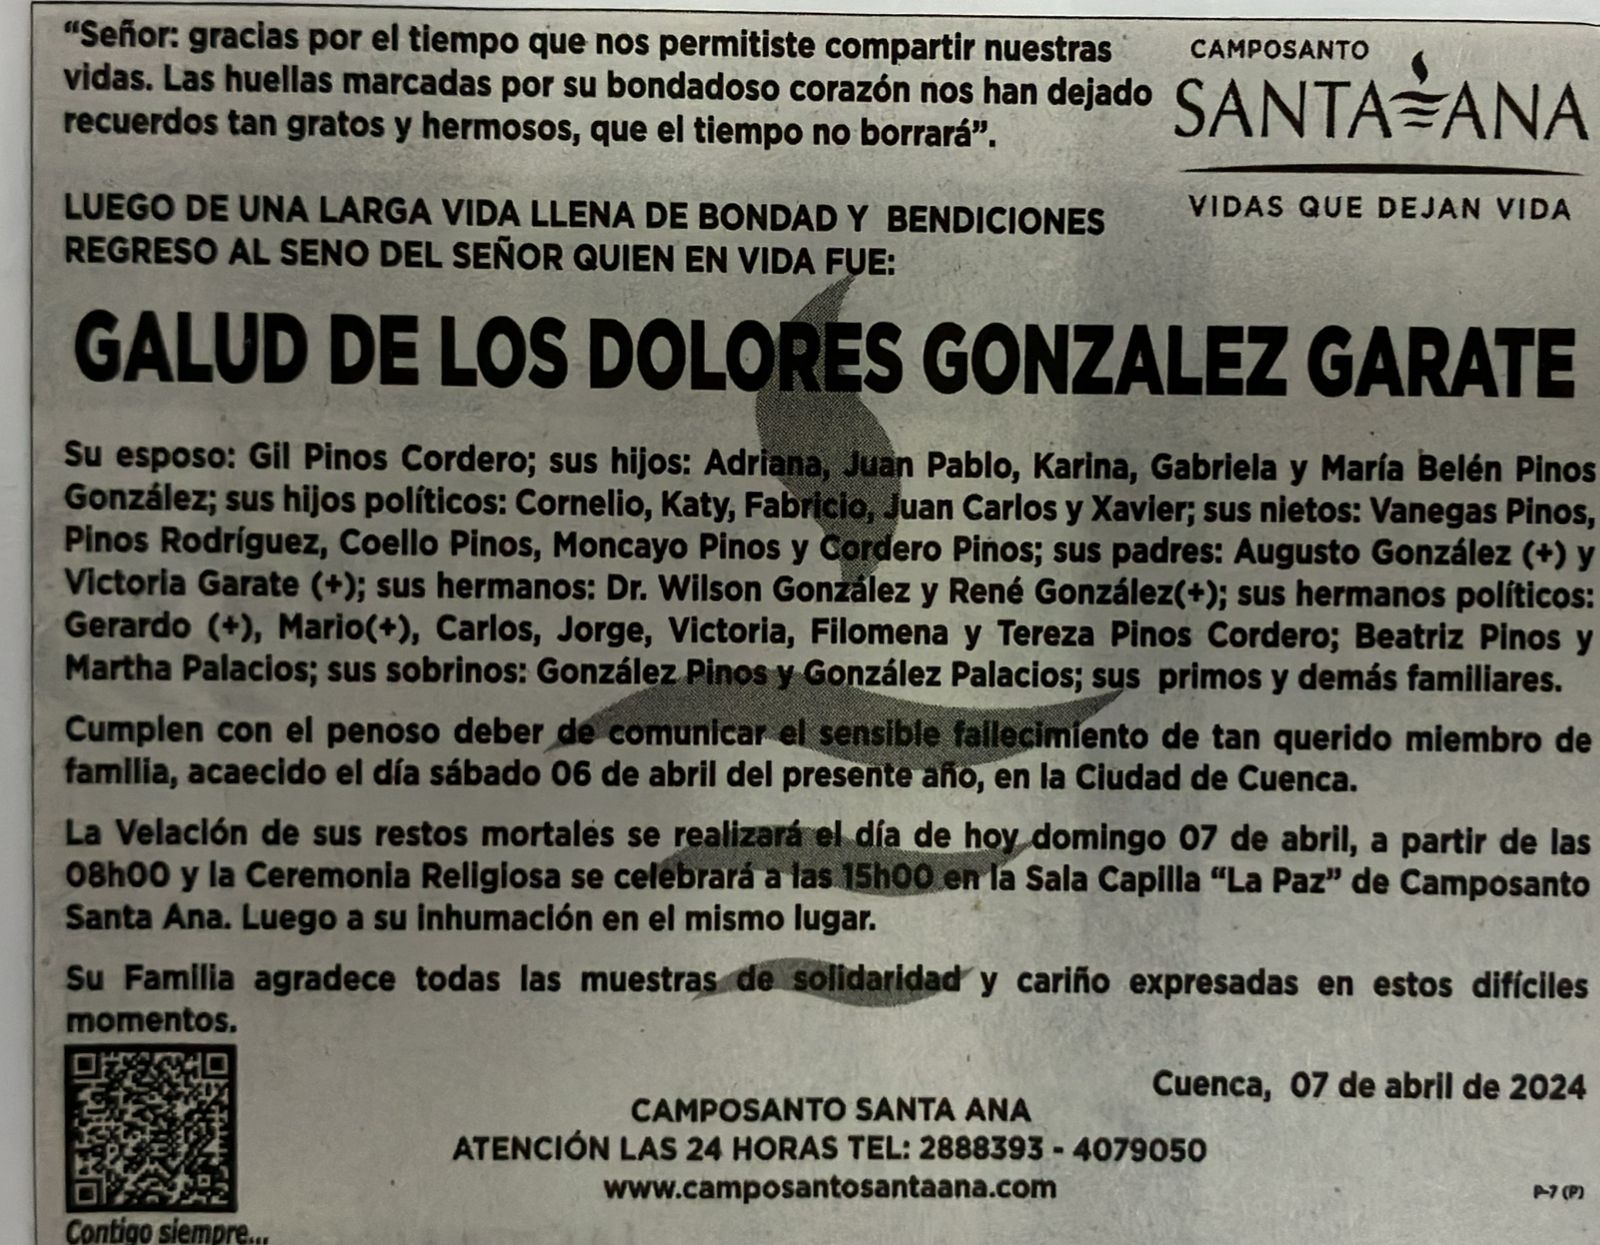 “Señor: gracias por el tiempo que nos permitiste compartir nuestras
vidas. Las huellas marcadas por su bondadoso corazón nos han dejado
recuerdos tan gratos y hermosos, que el tiempo no borrará”.
CAMPOSANTO
SANTA ANA
VIDAS QUE DEJAN VIDA
LUEGO DE UNA LARGA VIDA LLENA DE BONDAD Y BENDICIONES
REGRESO AL SENO DEL SEÑOR QUIEN EN VIDA FUE:
GALUD DE LOS DOLORES GONZALEZ GARATE
Su esposo: Gil Pinos Cordero; sus hijos: Adriana, Juan Pablo, Karina, Gabriela y María Belén Pinos
González; sus hijos políticos: Cornelio, Katy, Fabricio, Juan Carlos y Xavier; sus nietos: Vanegas Pinos,
Pinos Rodríguez, Coello Pinos, Moncayo Pinos y Cordero Pinos; sus padres: Augusto González (+) y
Victoria Garate (+); sus hermanos: Dr. Wilson González y René González(+); sus hermanos políticos:
Gerardo (+), Mario(+), Carlos, Jorge, Victoria, Filomena y Tereza Pinos Cordero; Beatriz Pinos y
Martha Palacios; sus sobrinos: González Pinos y González Palacios; sus primos y demás familiares.
Cumplen con el penoso deber de comunicar el sensible fallecimiento de tan querido miembro de
familia, acaecido el día sábado 06 de abril del presente año, en la Ciudad de Cuenca.
La Velación de sus restos mortales se realizará el día de hoy domingo 07 de abril, a partir de las
08h00 y la Ceremonia Religiosa se celebrará a las 15h00 en la Sala Capilla “La Paz” de Camposanto
Santa Ana. Luego a su inhumación en el mismo lugar.
Su Familia agradece todas las muestras de solidaridad y cariño expresadas en estos difíciles
momentos.
Cuenca, 07 de abril de 2024
CAMPOSANTO SANTA ANA
ATENCIÓN LAS 24 HORAS TEL: 2888393 - 4079050
www.camposantosantaana.com
P-7 (P)
Contigo siempre...